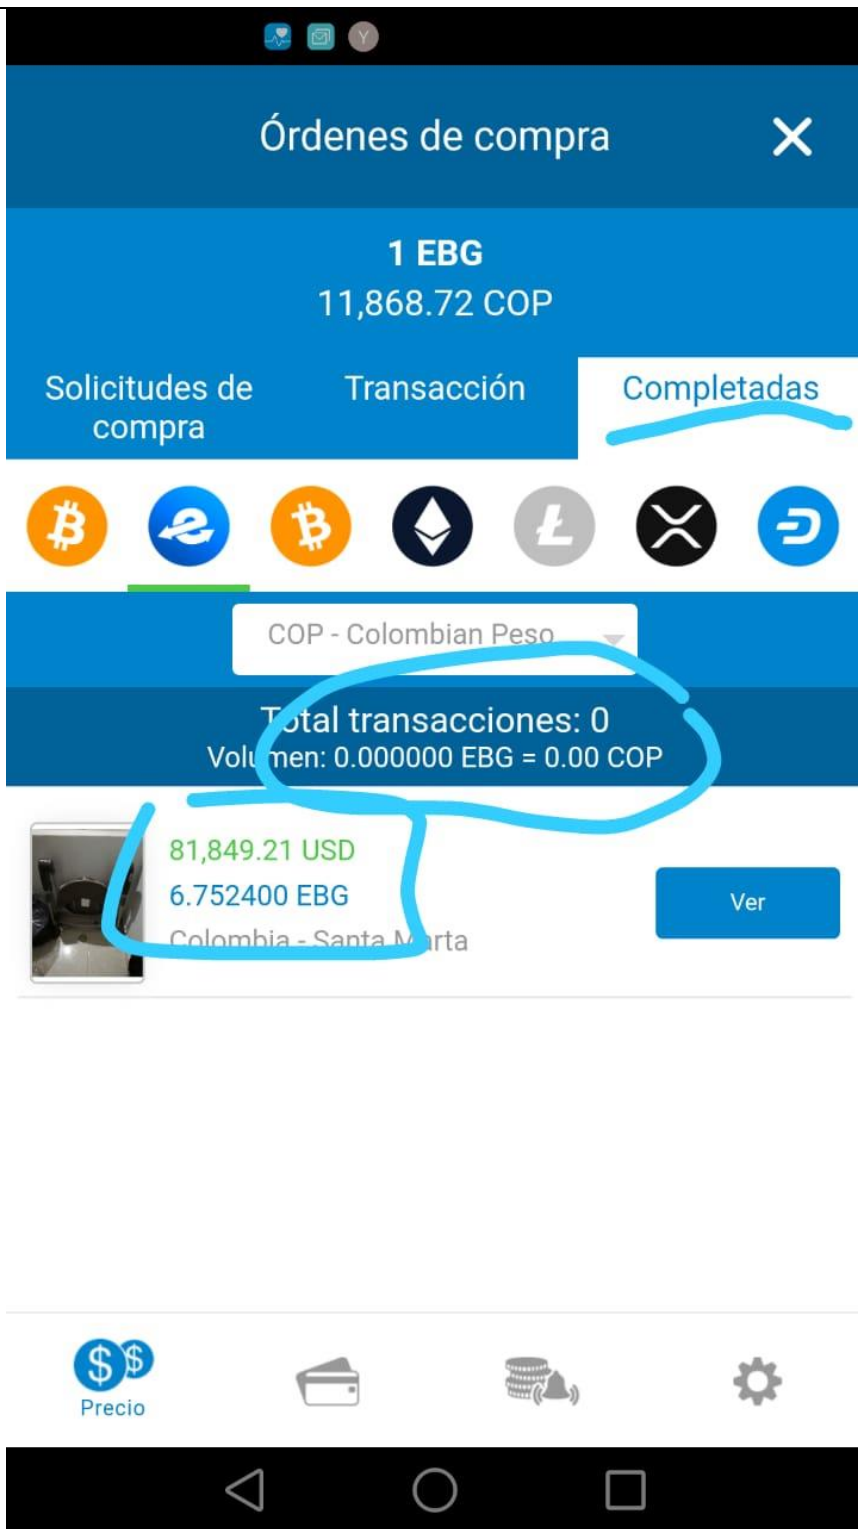 Y
Órdenes de compra
1 EBG
11,868.72 COP
Solicitudes de
compra
Transacción
Completadas
COP - Colombian Peso
Total transacciones: 0
Volumen: 0.000000 EBG = 0.00 COP
81,849.21 USD
6.752400 EBG
Colombia - Santa Marta
Ver
Precio